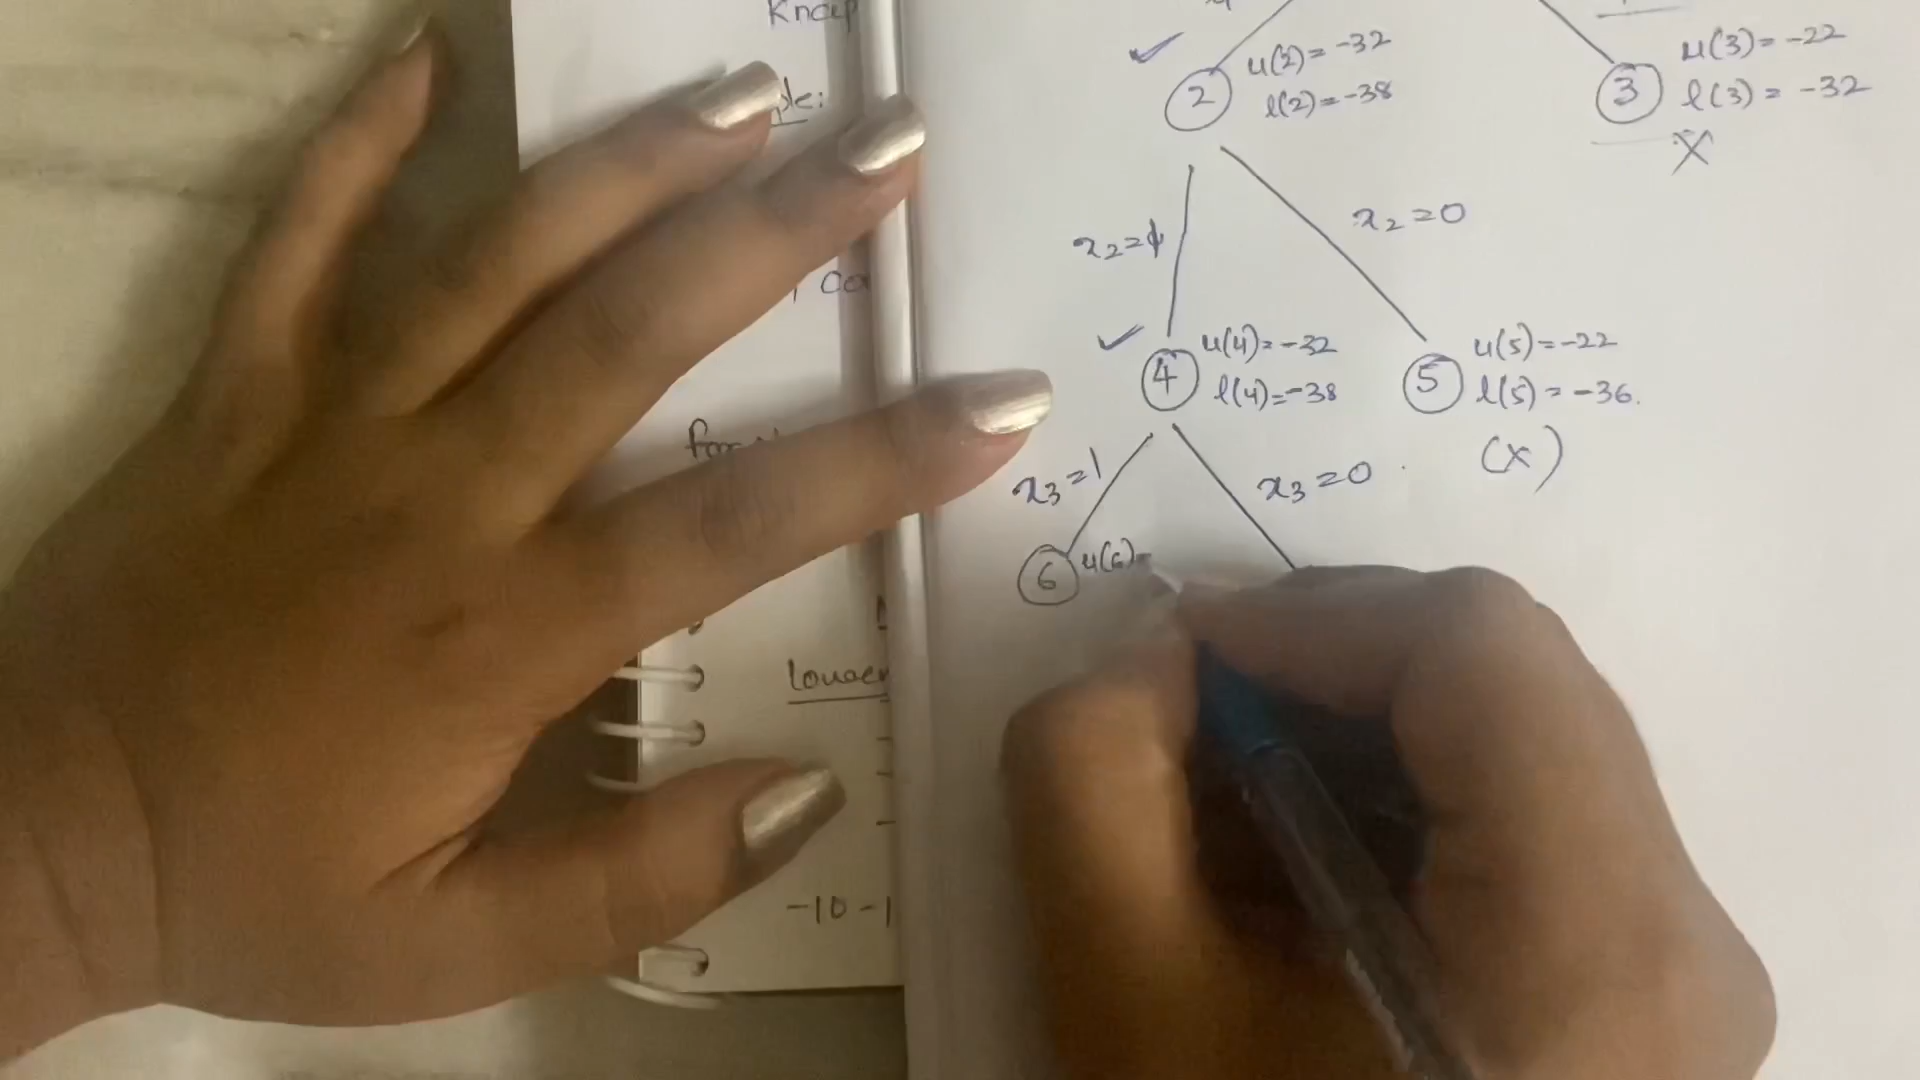 Knap
u(2)=-32
l(2)=-38
2
u(3)=-22
l(3)=-32
3
X
x2=1
x2=0
4
u(4)=-32
l(4)=-38
5
u(5)=-22
l(5)=-36.
(x)
x3=1
x3=0
6
u(6)=
-10-1